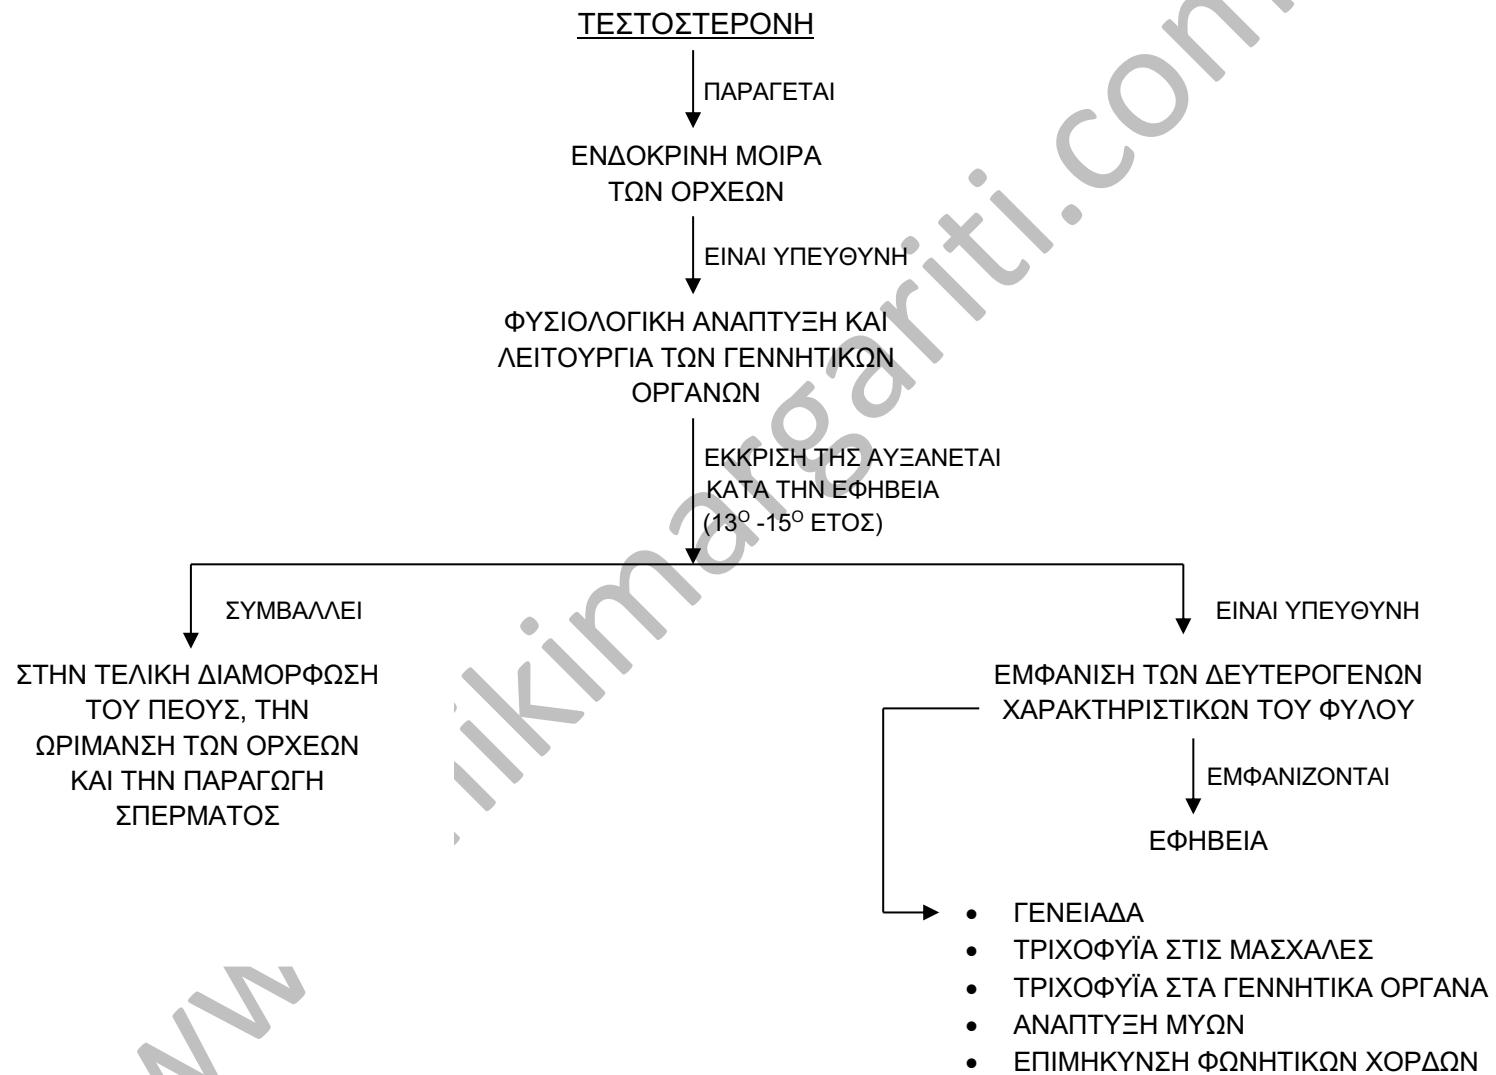 ΤΕΣΤΟΣΤΕΡΟΝΗ
ΠΑΡΑΓΕΤΑΙ
ΕΝΔΟΚΡΙΝΗ ΜΟΙΡΑ
ΤΩΝ ΟΡΧΕΩΝ
ΕΙΝΑΙ ΥΠΕΥΘΥΝΗ
ΦΥΣΙΟΛΟΓΙΚΗ ΑΝΑΠΤΥΞΗ ΚΑΙ
ΛΕΙΤΟΥΡΓΙΑ ΤΩΝ ΓΕΝΝΗΤΙΚΩΝ
ΟΡΓΑΝΩΝ
ΕΚΚΡΙΣΗ ΤΗΣ ΑΥΞΑΝΕΤΑΙ
ΚΑΤΑ ΤΗΝ ΕΦΗΒΕΙΑ
(13Ο -15Ο ΕΤΟΣ)
ΣΥΜΒΑΛΛΕΙ
ΣΤΗΝ ΤΕΛΙΚΗ ΔΙΑΜΟΡΦΩΣΗ
ΤΟΥ ΠΕΟΥΣ, ΤΗΝ
ΩΡΙΜΑΝΣΗ ΤΩΝ ΟΡΧΕΩΝ
ΚΑΙ ΤΗΝ ΠΑΡΑΓΩΓΗ
ΣΠΕΡΜΑΤΟΣ
ΕΙΝΑΙ ΥΠΕΥΘΥΝΗ
ΕΜΦΑΝΙΣΗ ΤΩΝ ΔΕΥΤΕΡΟΓΕΝΩΝ
ΧΑΡΑΚΤΗΡΙΣΤΙΚΩΝ ΤΟΥ ΦΥΛΟΥ
ΕΜΦΑΝΙΖΟΝΤΑΙ
ΕΦΗΒΕΙΑ
• ΓΕΝΕΙΑΔΑ
• ΤΡΙΧΟΦΥΪΑ ΣΤΙΣ ΜΑΣΧΑΛΕΣ
• ΤΡΙΧΟΦΥΪΑ ΣΤΑ ΓΕΝΝΗΤΙΚΑ ΟΡΓΑΝΑ
• ΑΝΑΠΤΥΞΗ ΜΥΩΝ
• ΕΠΙΜΗΚΥΝΣΗ ΦΩΝΗΤΙΚΩΝ ΧΟΡΔΩΝ